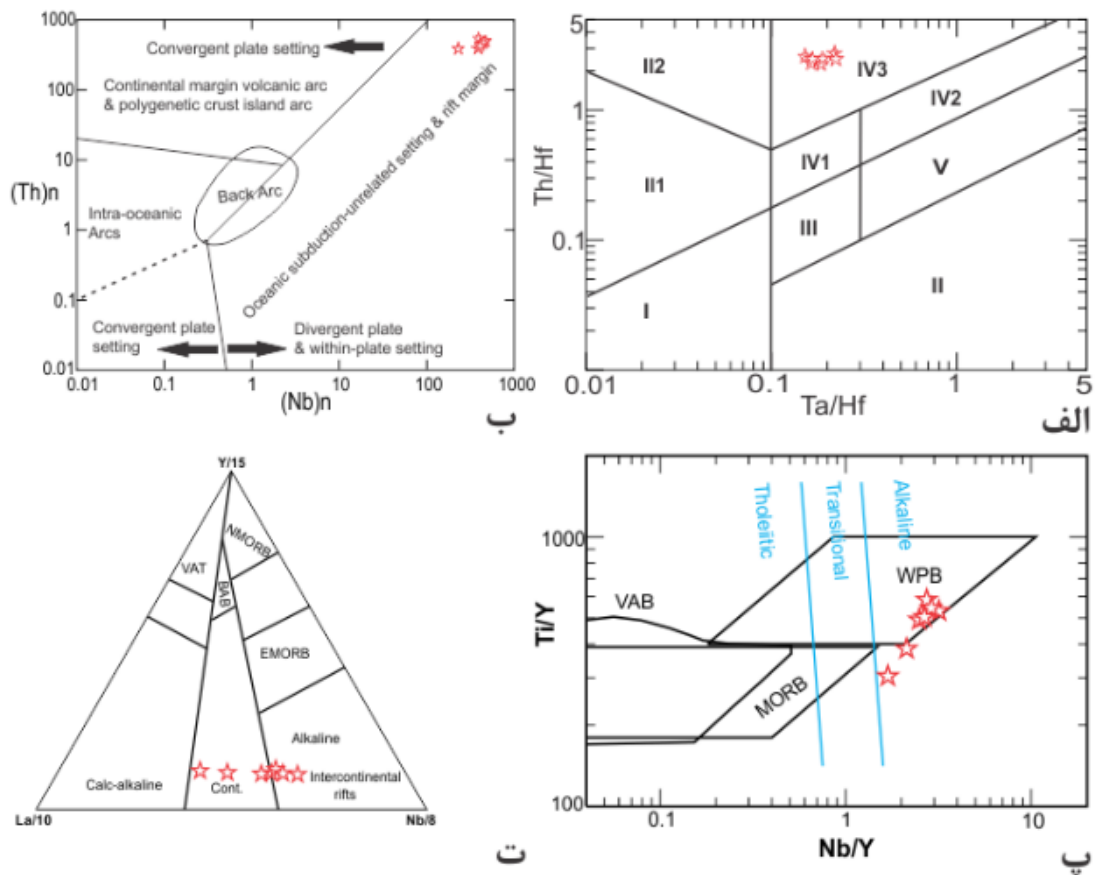 1000
100
10
(Th)n
1
0.1
0.01
0.01
0.1
1
10
100
1000
(Nb)n
Convergent plate setting
Continental margin volcanic arc
& polygenetic crust island arc
Back Arc
Intra-oceanic
Arcs
Oceanic subduction-unrelated setting & rift margin
Convergent plate
setting
Divergent plate
& within-plate setting
ب
5
1
0.1
Th/Hf
0.01
0.1
1
5
Ta/Hf
II2
IV3
IV2
IV1
V
II1
III
I
II
الف
Y/15
NMORB
VAT
BAB
EMORB
Alkaline
Calc-alkaline
Cont.
Intercontinental
rifts
La/10
Nb/8
ت
1000
100
Ti/Y
0.1
1
10
Nb/Y
Tholeiitic
Transitional
Alkaline
WPB
VAB
MORB
پ